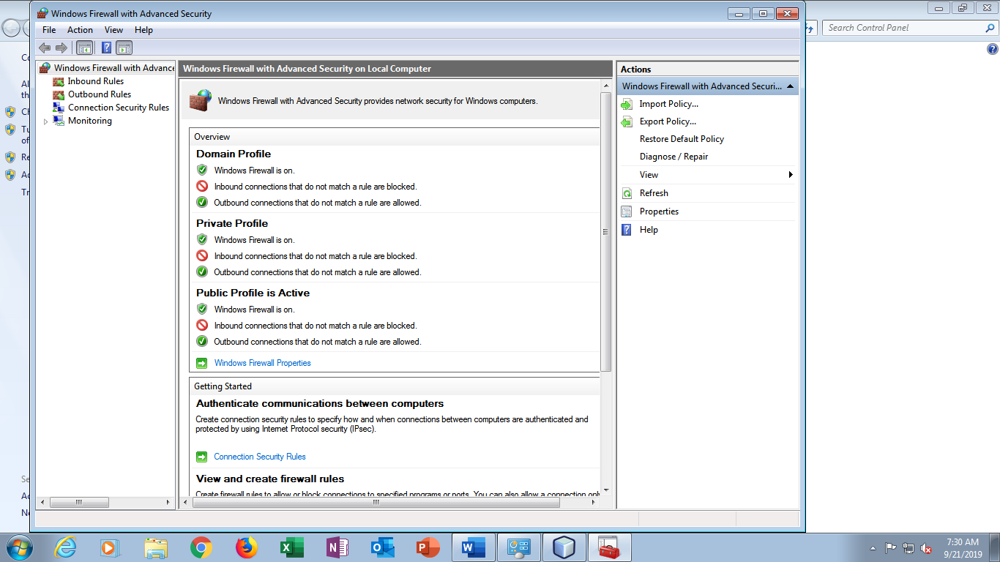 Windows Firewall with Advanced Security
File Action View Help
Search Control Panel
Windows Firewall with Advance
Inbound Rules
Outbound Rules
Connection Security Rules
Monitoring
Windows Firewall with Advanced Security on Local Computer
Windows Firewall with Advanced Security provides network security for Windows computers.
Overview
Domain Profile
Windows Firewall is on.
Inbound connections that do not match a rule are blocked.
Outbound connections that do not match a rule are allowed.
Private Profile
Windows Firewall is on.
Inbound connections that do not match a rule are blocked.
Outbound connections that do not match a rule are allowed.
Public Profile is Active
Windows Firewall is on.
Inbound connections that do not match a rule are blocked.
Outbound connections that do not match a rule are allowed.
Windows Firewall Properties
Getting Started
Authenticate communications between computers
Create connection security rules to specify how and when connections between computers are authenticated and
protected by using Internet Protocol security (IPsec).
Connection Security Rules
View and create firewall rules
Create firewall rules to allow or block connections to specified programs or ports. You can also allow a connection only
Actions
Windows Firewall with Advanced Securi...
Import Policy...
Export Policy...
Restore Default Policy
Diagnose / Repair
View
Refresh
Properties
Help
7:30 AM
9/21/2019